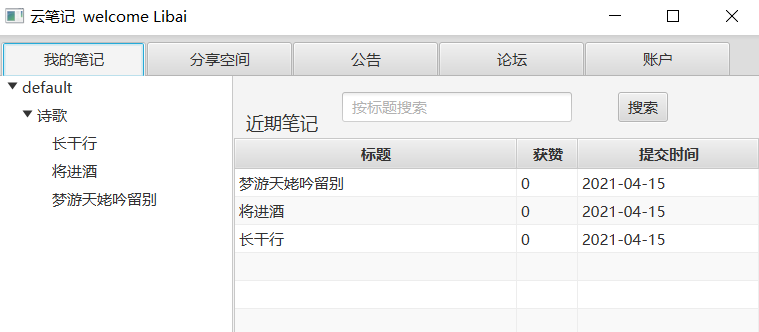 云笔记 welcome Libai
我的笔记 分享空间 公告 论坛 账户
default
诗歌
长干行
将进酒
梦游天姥吟留别
近期笔记 按标题搜索 搜索
标题 获赞 提交时间
梦游天姥吟留别 0 2021-04-15
将进酒 0 2021-04-15
长干行 0 2021-04-15